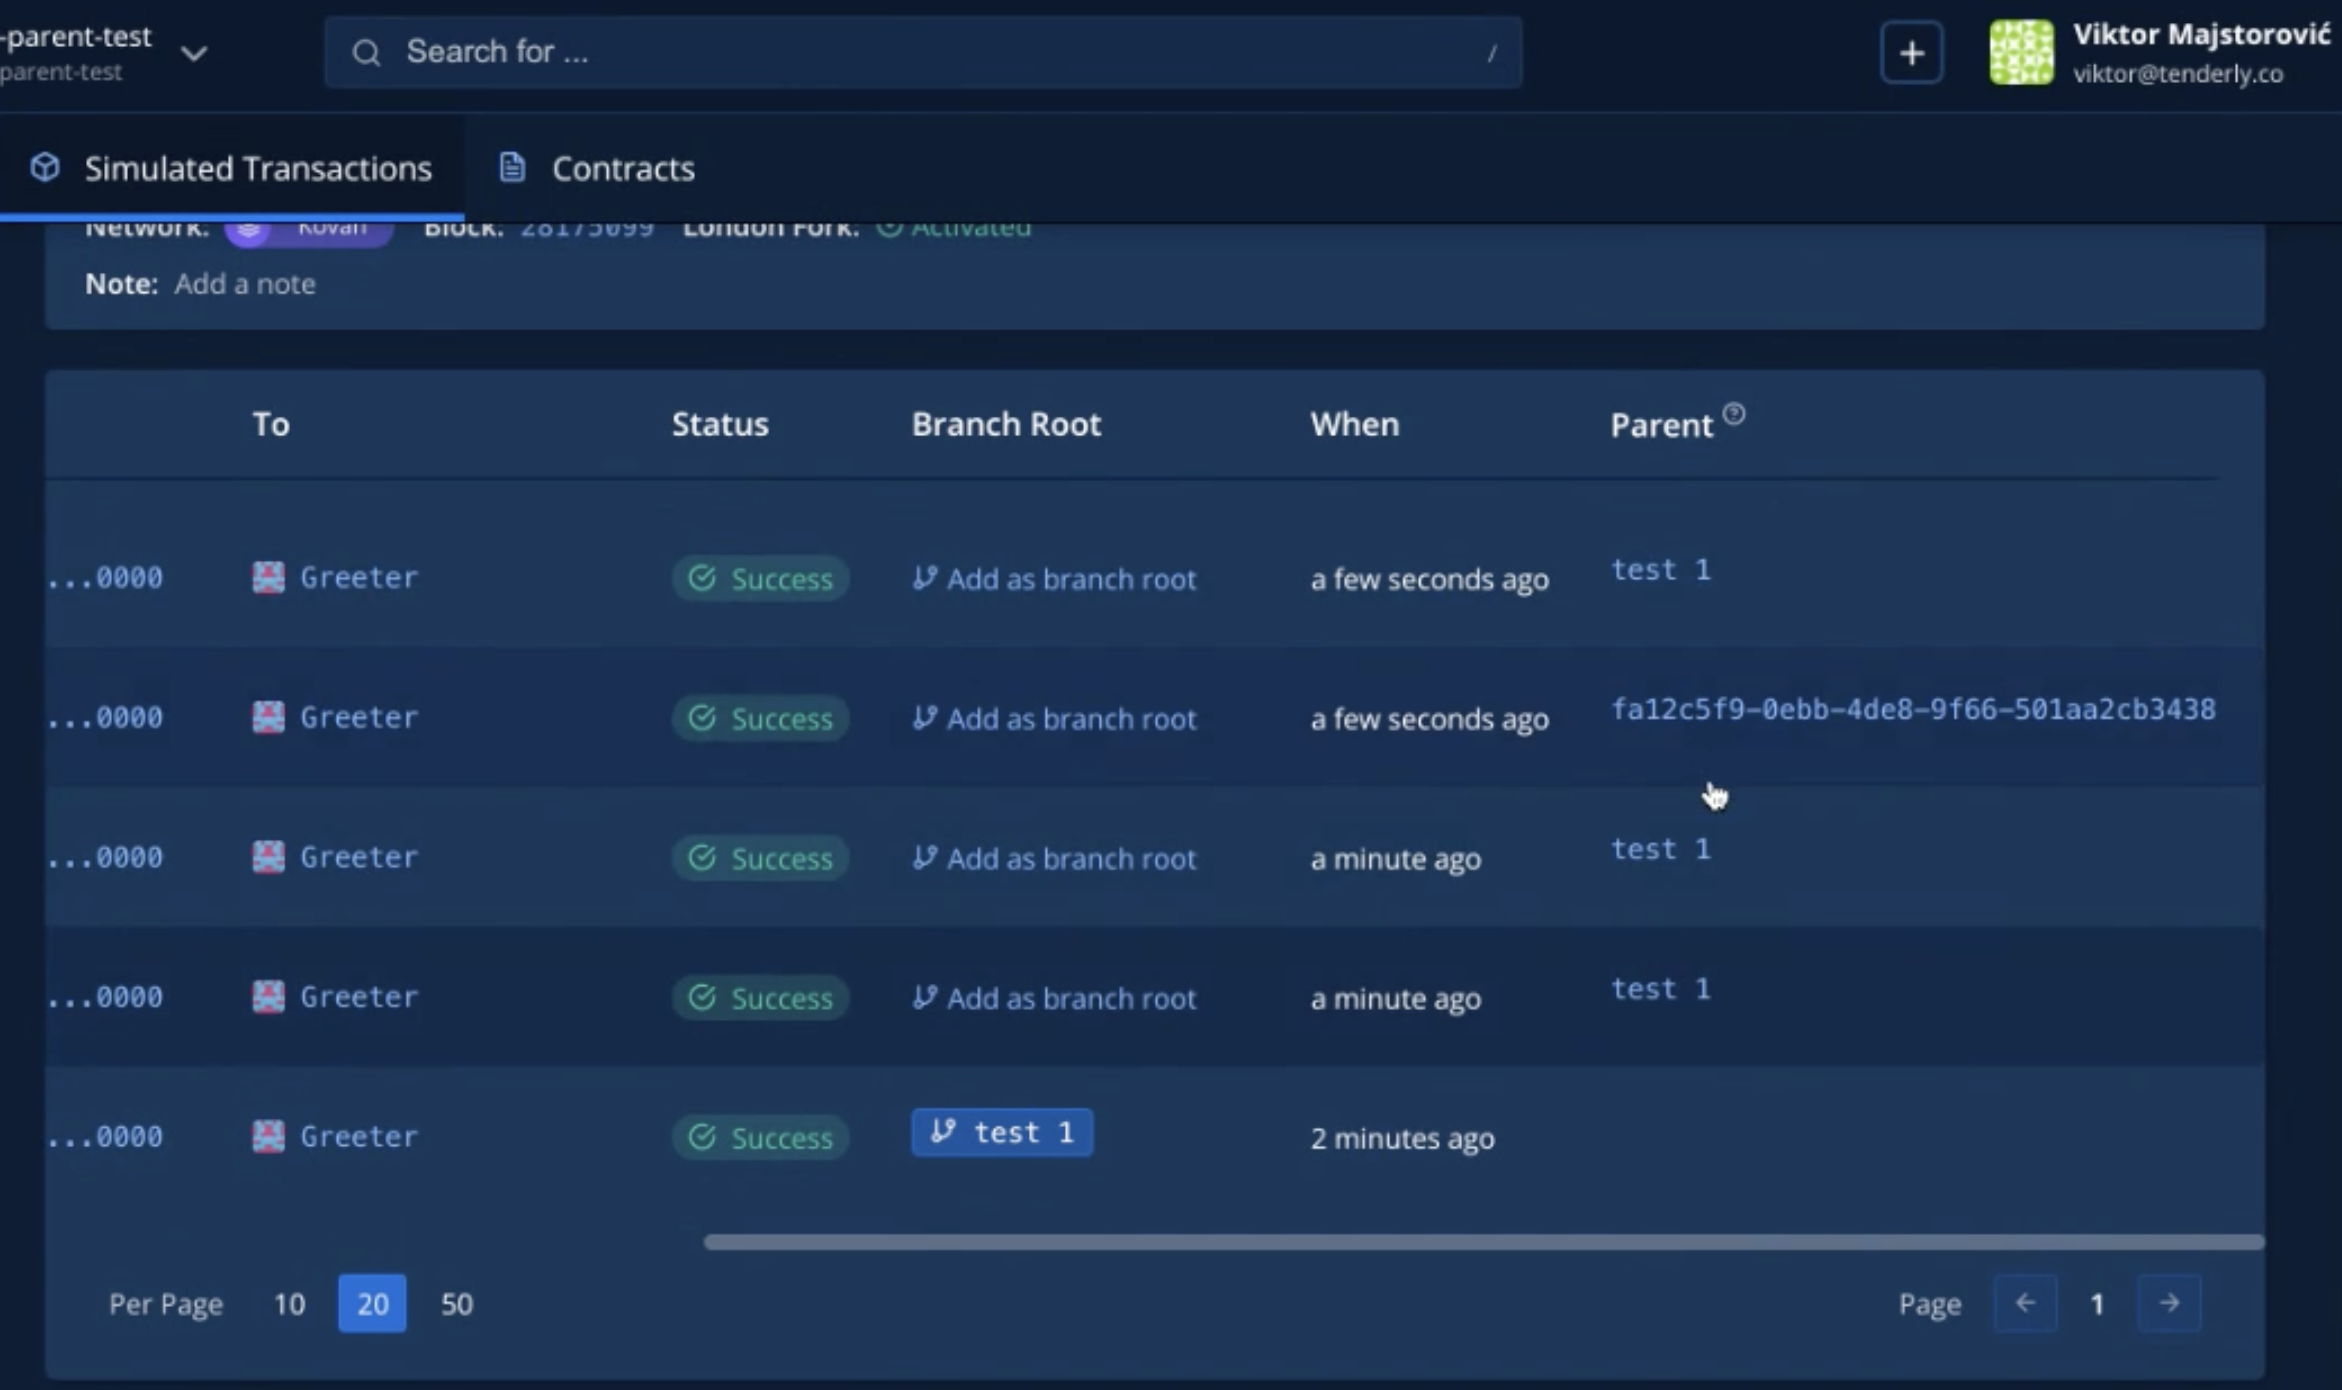 -parent-test
parent-test
Search for ...
/
Viktor Majstorović
viktor@tenderly.co
Simulated Transactions
Contracts
Network: Kovan Block: 28175099 London Fork: Activated
Note: Add a note
To Status Branch Root When Parent
...0000 Greeter Success Add as branch root a few seconds ago test 1
...0000 Greeter Success Add as branch root a few seconds ago fa12c5f9-0ebb-4de8-9f66-501aa2cb3438
...0000 Greeter Success Add as branch root a minute ago test 1
...0000 Greeter Success Add as branch root a minute ago test 1
...0000 Greeter Success test 1 2 minutes ago
Per Page 10 20 50 Page 1